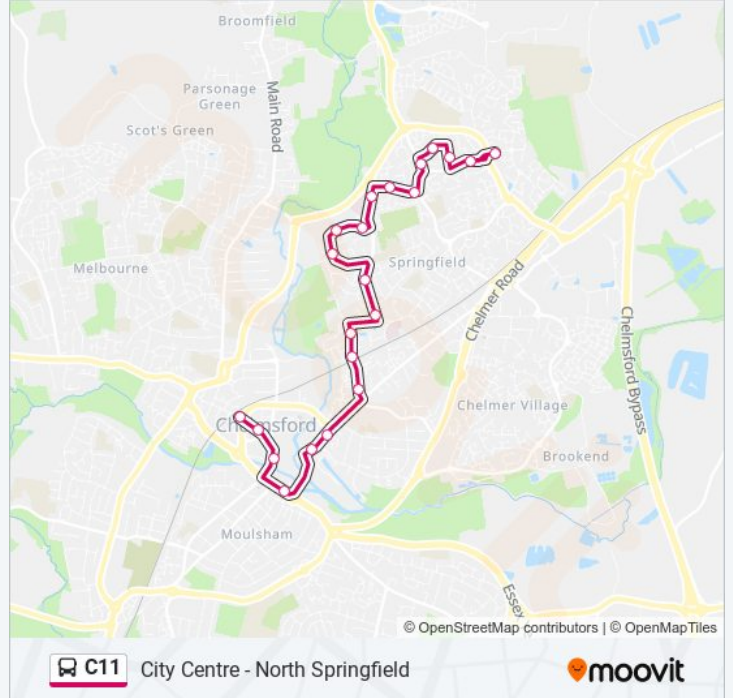 Broomfield
Parsonage
Green
Main Road
Scot's Green
Melbourne
Springfield
Chelmer Road
Chelmsford Bypass
Chelmsford
Chelmer Village
Brookend
Moulsham
Essex
© OpenStreetMap contributors | © OpenMapTiles
C11 City Centre - North Springfield
moovit